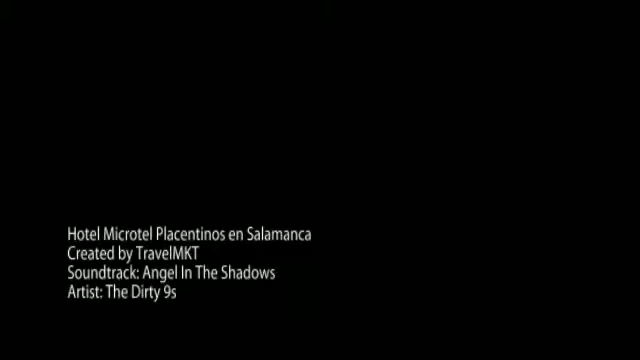 Hotel Microtel Placentinos en Salamanca
Created by TravelMKT
Soundtrack: Angel In The Shadows
Artist: The Dirty 9s